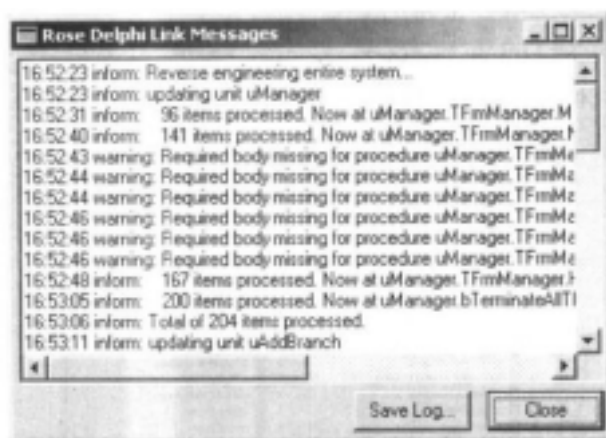 Rose Delphi Link Messages
16:52:23 inform: Reverse engineering entire system...
16:52:23 inform: updating unit uManager
16:52:31 inform: 96 items processed. Now at uManager.TFrmManager.M
16:52:40 inform: 141 items processed. Now at uManager.TFrmManager.
16:52:43 warning: Required body missing for procedure uManager.TFrmMa
16:52:44 warning: Required body missing for procedure uManager.TFrmMa
16:52:44 warning: Required body missing for procedure uManager.TFrmMa
16:52:46 warning: Required body missing for procedure uManager.TFrmMa
16:52:46 warning: Required body missing for procedure uManager.TFrmMa
16:52:46 warning: Required body missing for procedure uManager.TFrmMa
16:52:48 inform: 167 items processed. Now at uManager.TFrmManager.
16:53:05 inform: 200 items processed. Now at uManager.bTerminateAllT
16:53:06 inform: Total of 204 items processed.
16:53:11 inform: updating unit uAddBranch
Save Log... Close